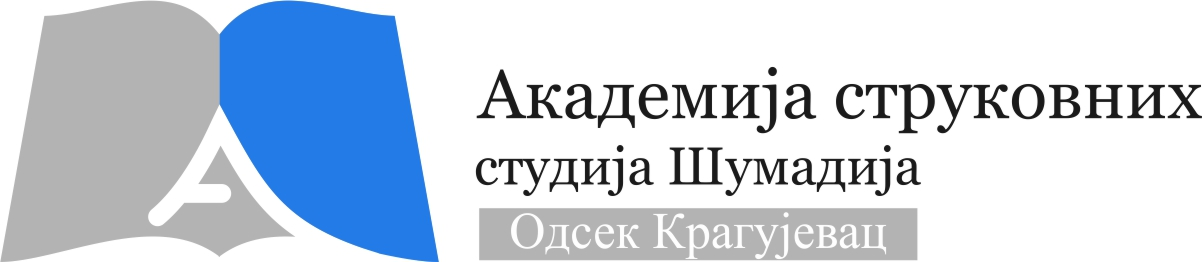 Академија струковних
студија Шумадија
Одсек Крагујевац